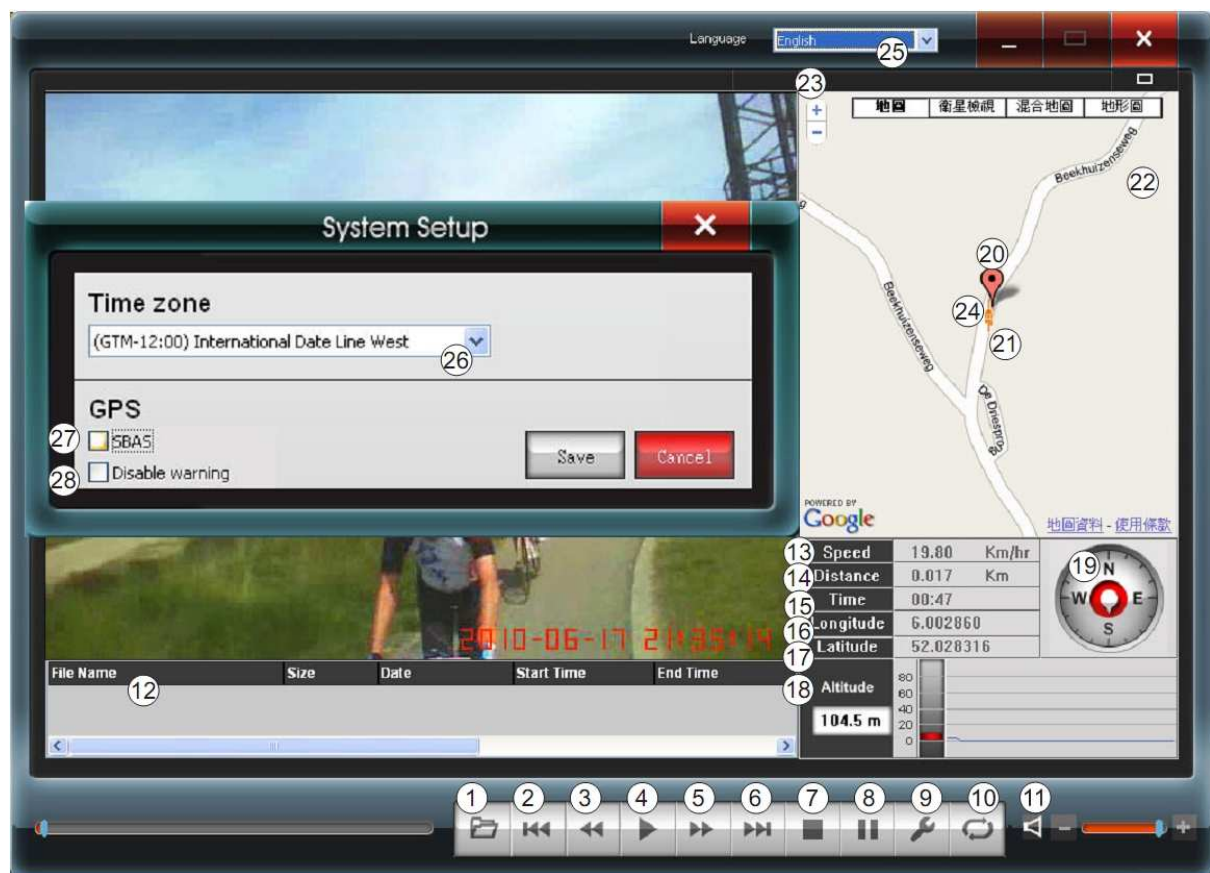 Language English 25
23
+ 地圖 衛星檢視 混合地圖 地形圖
−
Beekhuizenseweg
22
System Setup
20
Time zone
24
(GTM-12:00) International Date Line West
26
21
Beekhuizenseweg
GPS
27 SBAS
28 Disable warning
Save Cancel
De Driespro
POWERED BY
Google
地圖資料 - 使用條款
13 Speed 19.80 Km/hr
14 Distance 0.017 Km
15 Time 00:47
16 Longitude 6.002860
17 Latitude 52.028316
19
N
W E
S
2010-06-17 21:35:14
File Name Size Date Start Time End Time
12
18 Altitude
104.5 m
80
60
40
20
0
1 2 3 4 5 6 7 8 9 10 11
− +